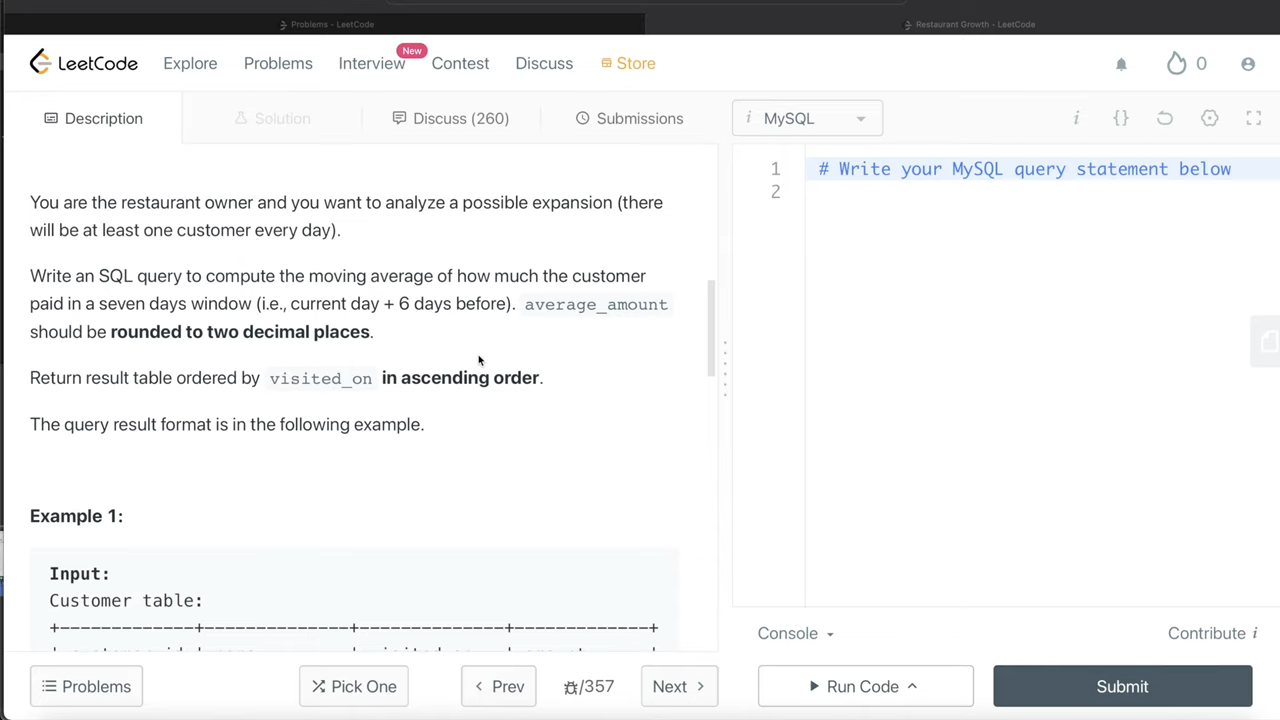 Problems - LeetCode
Restaurant Growth - LeetCode
LeetCode
Explore
Problems
Interview
New
Contest
Discuss
Store
0
Description
Solution
Discuss (260)
Submissions
i MySQL
i {}
You are the restaurant owner and you want to analyze a possible expansion (there
will be at least one customer every day).
Write an SQL query to compute the moving average of how much the customer
paid in a seven days window (i.e., current day + 6 days before). average_amount
should be rounded to two decimal places.
Return result table ordered by visited_on in ascending order.
The query result format is in the following example.
Example 1:
Input:
Customer table:
+-------------+--------------+--------------+-------------+
1 # Write your MySQL query statement below
2
Console
Contribute i
Problems
Pick One
Prev
/357
Next
Run Code
Submit